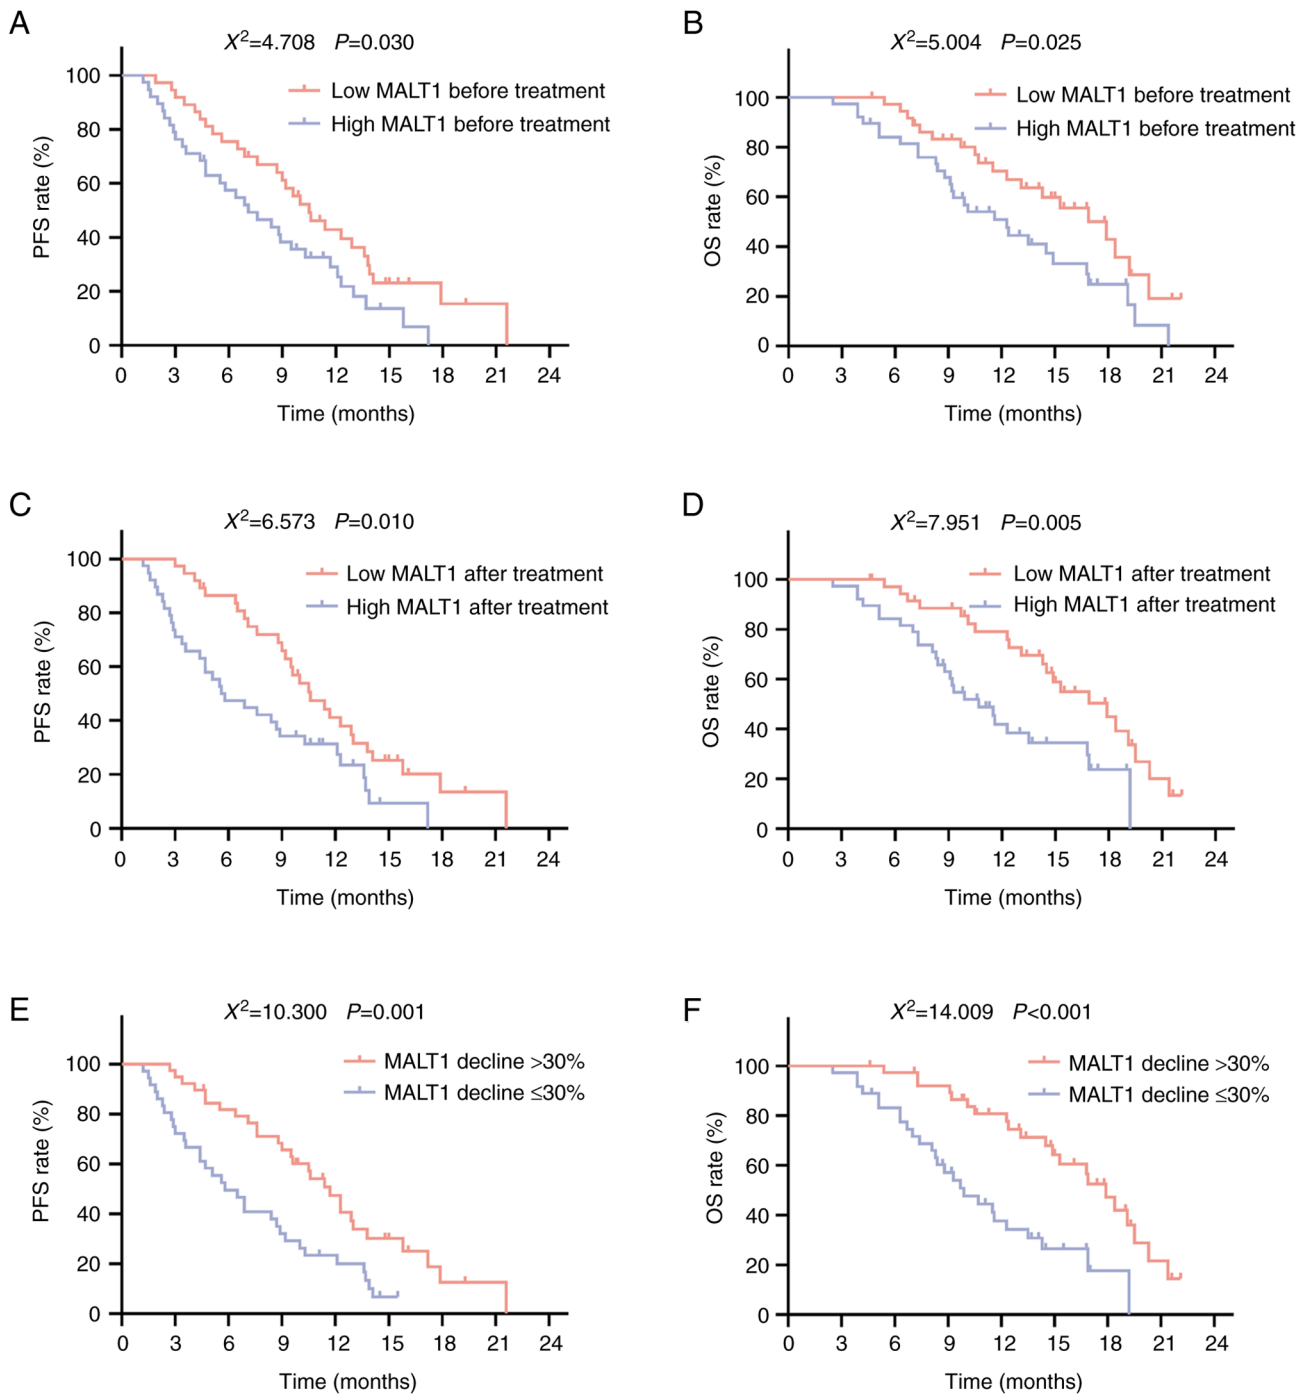 A
X²=4.708 P=0.030
Low MALT1 before treatment
High MALT1 before treatment
PFS rate (%)
100
80
60
40
20
0
0 3 6 9 12 15 18 21 24
Time (months)
B
X²=5.004 P=0.025
Low MALT1 before treatment
High MALT1 before treatment
OS rate (%)
100
80
60
40
20
0
0 3 6 9 12 15 18 21 24
Time (months)
C
X²=6.573 P=0.010
Low MALT1 after treatment
High MALT1 after treatment
PFS rate (%)
100
80
60
40
20
0
0 3 6 9 12 15 18 21 24
Time (months)
D
X²=7.951 P=0.005
Low MALT1 after treatment
High MALT1 after treatment
OS rate (%)
100
80
60
40
20
0
0 3 6 9 12 15 18 21 24
Time (months)
E
X²=10.300 P=0.001
MALT1 decline >30%
MALT1 decline ≤30%
PFS rate (%)
100
80
60
40
20
0
0 3 6 9 12 15 18 21 24
Time (months)
F
X²=14.009 P<0.001
MALT1 decline >30%
MALT1 decline ≤30%
OS rate (%)
100
80
60
40
20
0
0 3 6 9 12 15 18 21 24
Time (months)